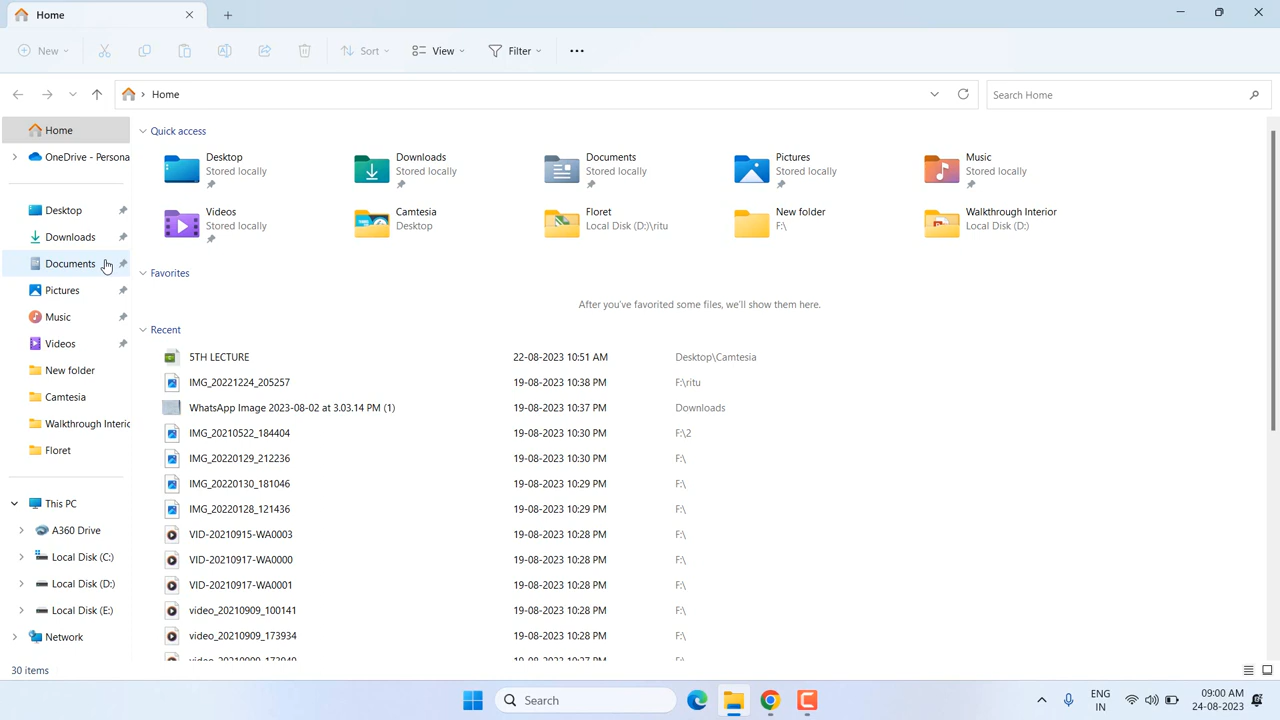 Home
New
Sort
View
Filter
Home
Search Home
Home
OneDrive - Persona
Desktop
Downloads
Documents
Pictures
Music
Videos
New folder
Camtesia
Walkthrough Interio
Floret
This PC
A360 Drive
Local Disk (C:)
Local Disk (D:)
Local Disk (E:)
Network
Quick access
Desktop
Stored locally
Downloads
Stored locally
Documents
Stored locally
Pictures
Stored locally
Music
Stored locally
Videos
Stored locally
Camtesia
Desktop
Floret
Local Disk (D:)\ritu
New folder
F:\
Walkthrough Interior
Local Disk (D:)
Favorites
After you've favorited some files, we'll show them here.
Recent
5TH LECTURE 22-08-2023 10:51 AM Desktop\Camtesia
IMG_20221224_205257 19-08-2023 10:38 PM F:\ritu
WhatsApp Image 2023-08-02 at 3.03.14 PM (1) 19-08-2023 10:37 PM Downloads
IMG_20210522_184404 19-08-2023 10:30 PM F:\2
IMG_20220129_212236 19-08-2023 10:30 PM F:\
IMG_20220130_181046 19-08-2023 10:29 PM F:\
IMG_20220128_121436 19-08-2023 10:29 PM F:\
VID-20210915-WA0003 19-08-2023 10:28 PM F:\
VID-20210917-WA0000 19-08-2023 10:28 PM F:\
VID-20210917-WA0001 19-08-2023 10:28 PM F:\
video_20210909_100141 19-08-2023 10:28 PM F:\
video_20210909_173934 19-08-2023 10:28 PM F:\
30 items
Search
ENG
IN
09:00 AM
24-08-2023